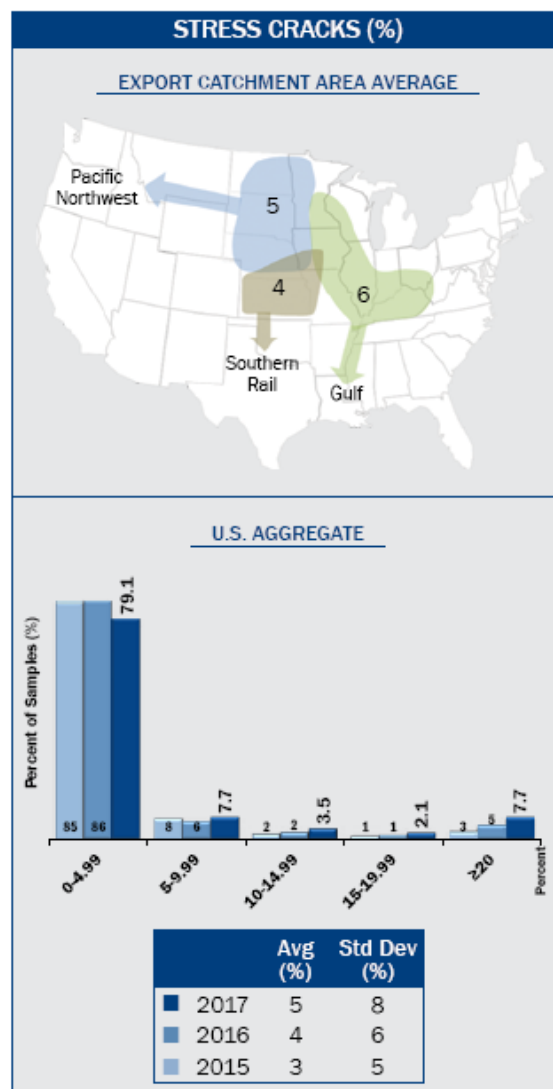 STRESS CRACKS (%)
EXPORT CATCHMENT AREA AVERAGE
Pacific
Northwest
5
4
6
Southern
Rail
Gulf
U.S. AGGREGATE
Percent of Samples (%)
85 86 79.1
8 6 7.7
2 2 3.5
1 1 2.1
3 5 7.7
0-4.99 5-9.99 10-14.99 15-19.99 ≥20
Percent
Avg (%) Std Dev (%)
2017 5 8
2016 4 6
2015 3 5